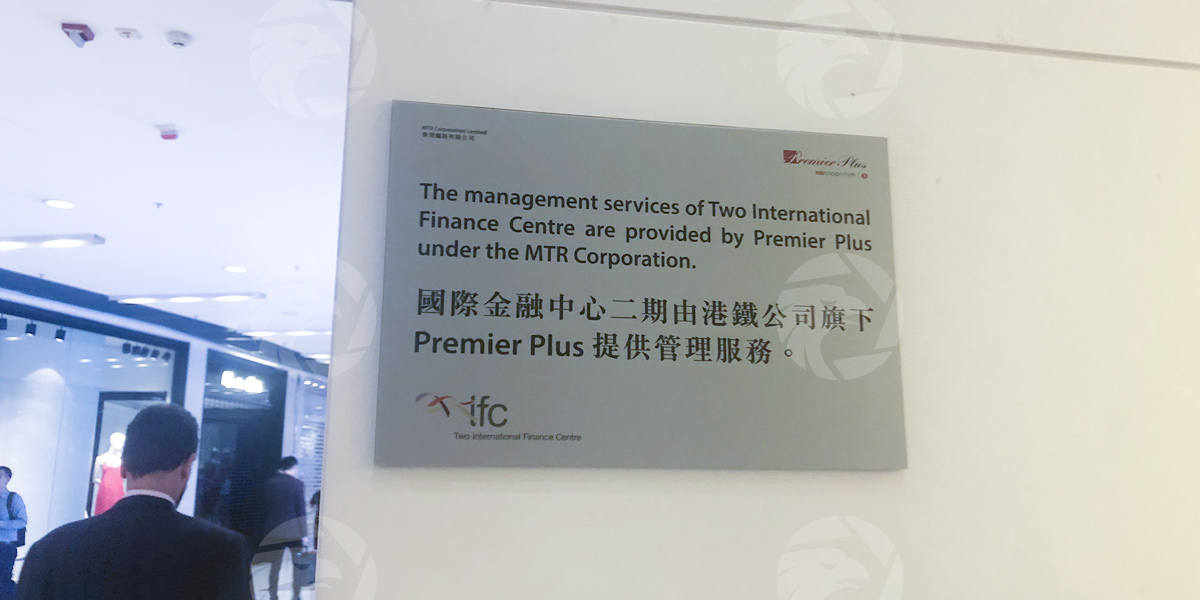 MTR Corporation Limited
香港鐵路有限公司
Premier Plus
The management services of Two International
Finance Centre are provided by Premier Plus
under the MTR Corporation.
國際金融中心二期由港鐵公司旗下
Premier Plus 提供管理服務。
ifc
Two International Finance Centre